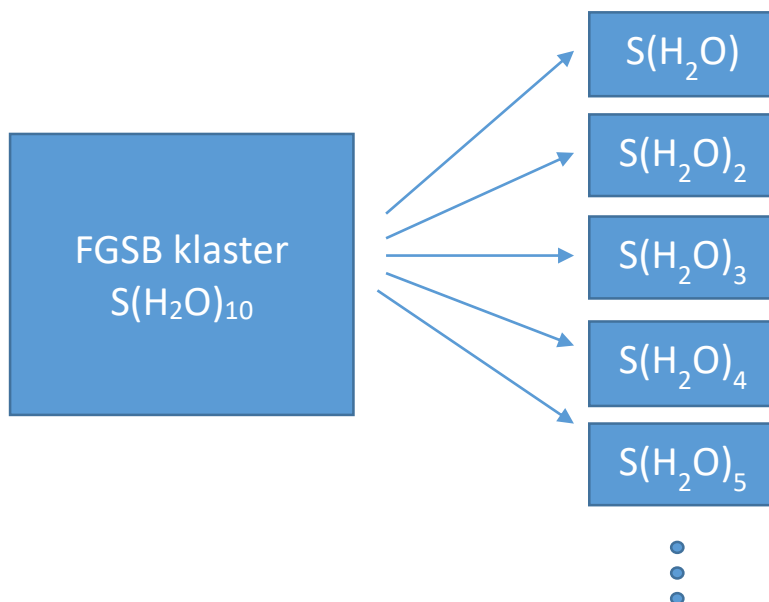 FGSB klaster
S(H₂O)₁₀
S(H₂O)
S(H₂O)₂
S(H₂O)₃
S(H₂O)₄
S(H₂O)₅